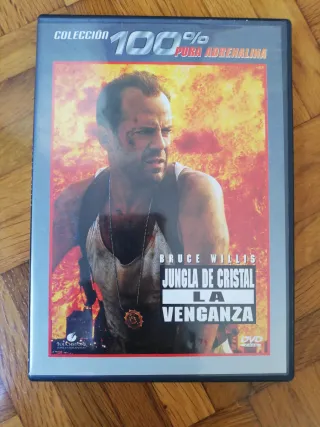 COLECCIÓN 100%
PURA ADRENALINA
BRUCE WILLIS
JUNGLA DE CRISTAL
LA
VENGANZA
DVD